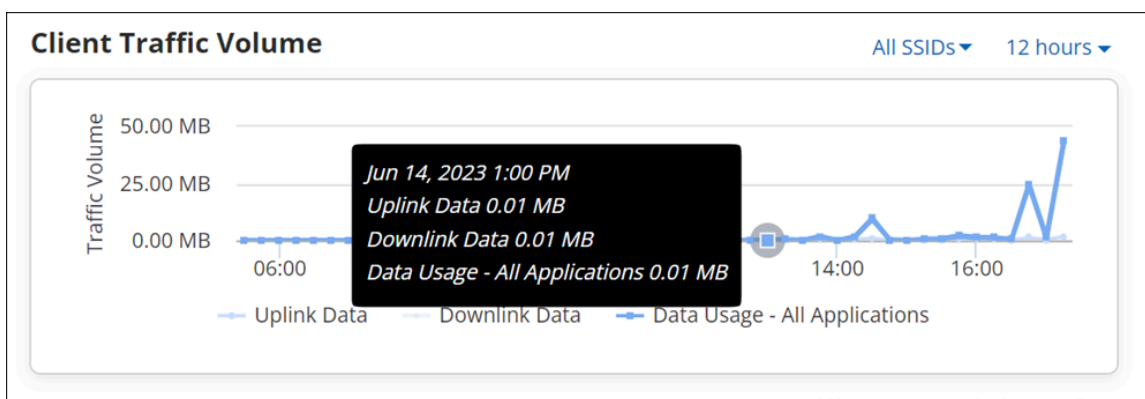 Client Traffic Volume
All SSIDs
12 hours
Traffic Volume
50.00 MB
25.00 MB
0.00 MB
Jun 14, 2023 1:00 PM
Uplink Data 0.01 MB
Downlink Data 0.01 MB
Data Usage - All Applications 0.01 MB
06:00
14:00
16:00
Uplink Data
Downlink Data
Data Usage - All Applications